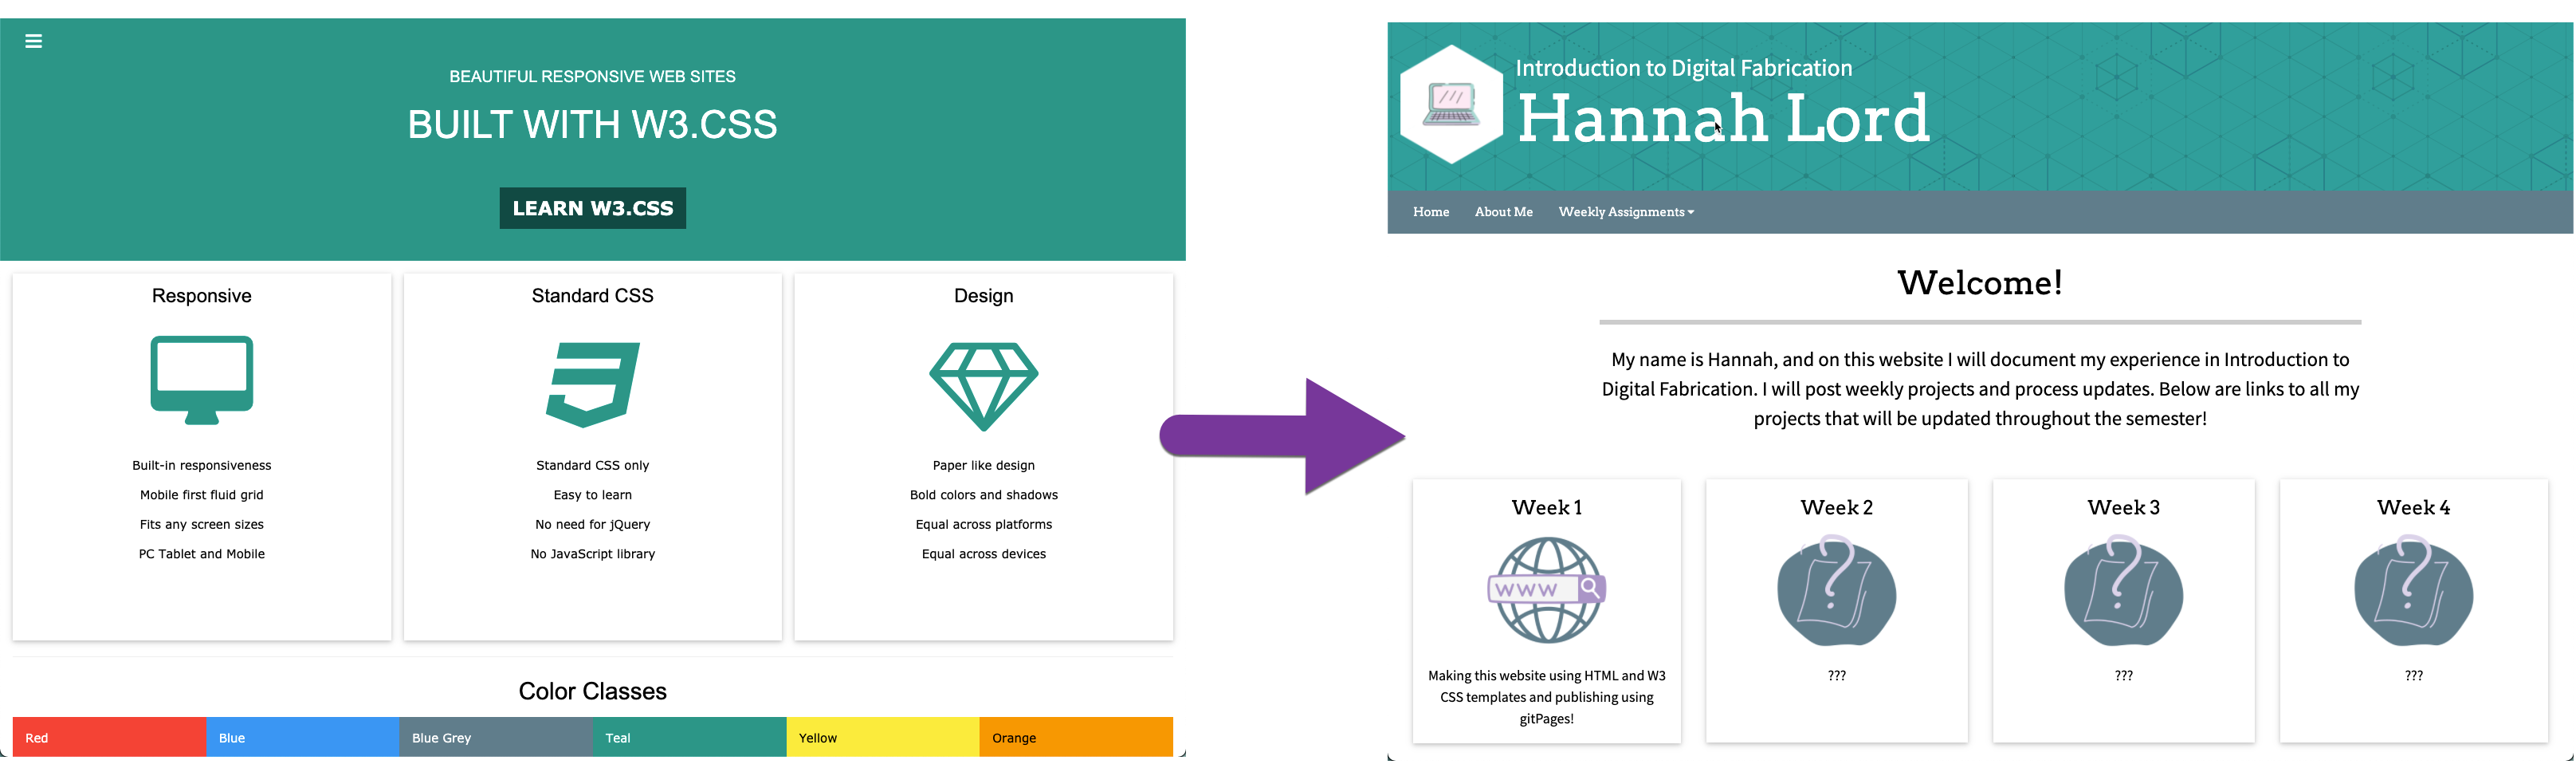 BEAUTIFUL RESPONSIVE WEB SITES
BUILT WITH W3.CSS
LEARN W3.CSS
Responsive
Built-in responsiveness
Mobile first fluid grid
Fits any screen sizes
PC Tablet and Mobile
Standard CSS
Standard CSS only
Easy to learn
No need for jQuery
No JavaScript library
Design
Paper like design
Bold colors and shadows
Equal across platforms
Equal across devices
Color Classes
Red
Blue
Blue Grey
Teal
Yellow
Orange
Introduction to Digital Fabrication
Hannah Lord
Home
About Me
Weekly Assignments
Welcome!
My name is Hannah, and on this website I will document my experience in Introduction to
Digital Fabrication. I will post weekly projects and process updates. Below are links to all my
projects that will be updated throughout the semester!
Week 1
WWW
Making this website using HTML and W3
CSS templates and publishing using
gitPages!
Week 2
?
???
Week 3
?
???
Week 4
?
???